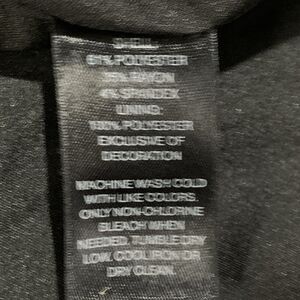 SHELL:
61% POLYESTER
35% RAYON
4% SPANDEX
LINING:
100% POLYESTER
EXCLUSIVE OF
DECORATION
MACHINE WASH COLD
WITH LIKE COLORS.
ONLY NON-CHLORINE
BLEACH WHEN
NEEDED. TUMBLE DRY
LOW. COOL IRON OR
DRY CLEAN.